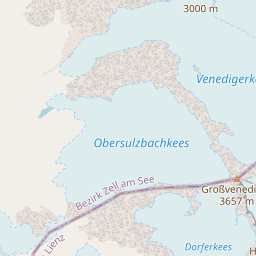 3000 m
Venedigerk
Obersulzbachkees
Bezirk Zell am See
Großvenedi
3657 m
Lienz
Dorferkees
H